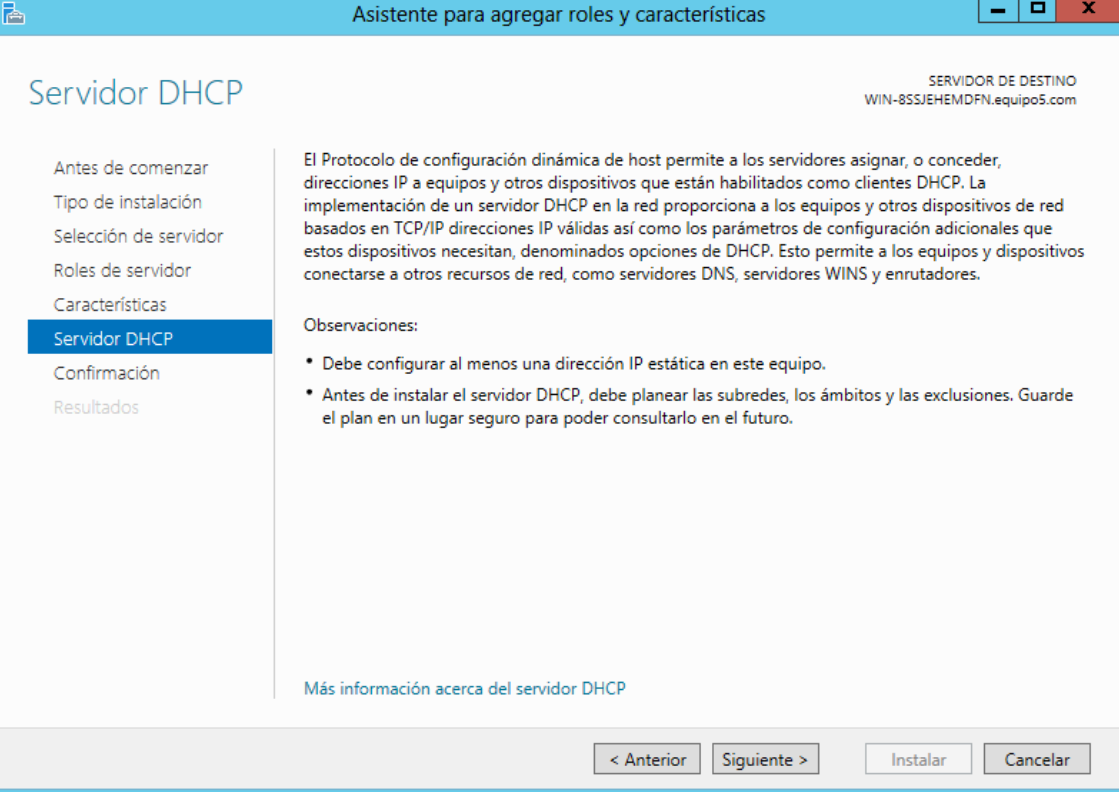 Asistente para agregar roles y características
Servidor DHCP
SERVIDOR DE DESTINO
WIN-8SSJEHEMDFN.equipo5.com
Antes de comenzar
Tipo de instalación
Selección de servidor
Roles de servidor
Características
Servidor DHCP
Confirmación
Resultados
El Protocolo de configuración dinámica de host permite a los servidores asignar, o conceder,
direcciones IP a equipos y otros dispositivos que están habilitados como clientes DHCP. La
implementación de un servidor DHCP en la red proporciona a los equipos y otros dispositivos de red
basados en TCP/IP direcciones IP válidas así como los parámetros de configuración adicionales que
estos dispositivos necesitan, denominados opciones de DHCP. Esto permite a los equipos y dispositivos
conectarse a otros recursos de red, como servidores DNS, servidores WINS y enrutadores.
Observaciones:
• Debe configurar al menos una dirección IP estática en este equipo.
• Antes de instalar el servidor DHCP, debe planear las subredes, los ámbitos y las exclusiones. Guarde
el plan en un lugar seguro para poder consultarlo en el futuro.
Más información acerca del servidor DHCP
< Anterior
Siguiente >
Instalar
Cancelar